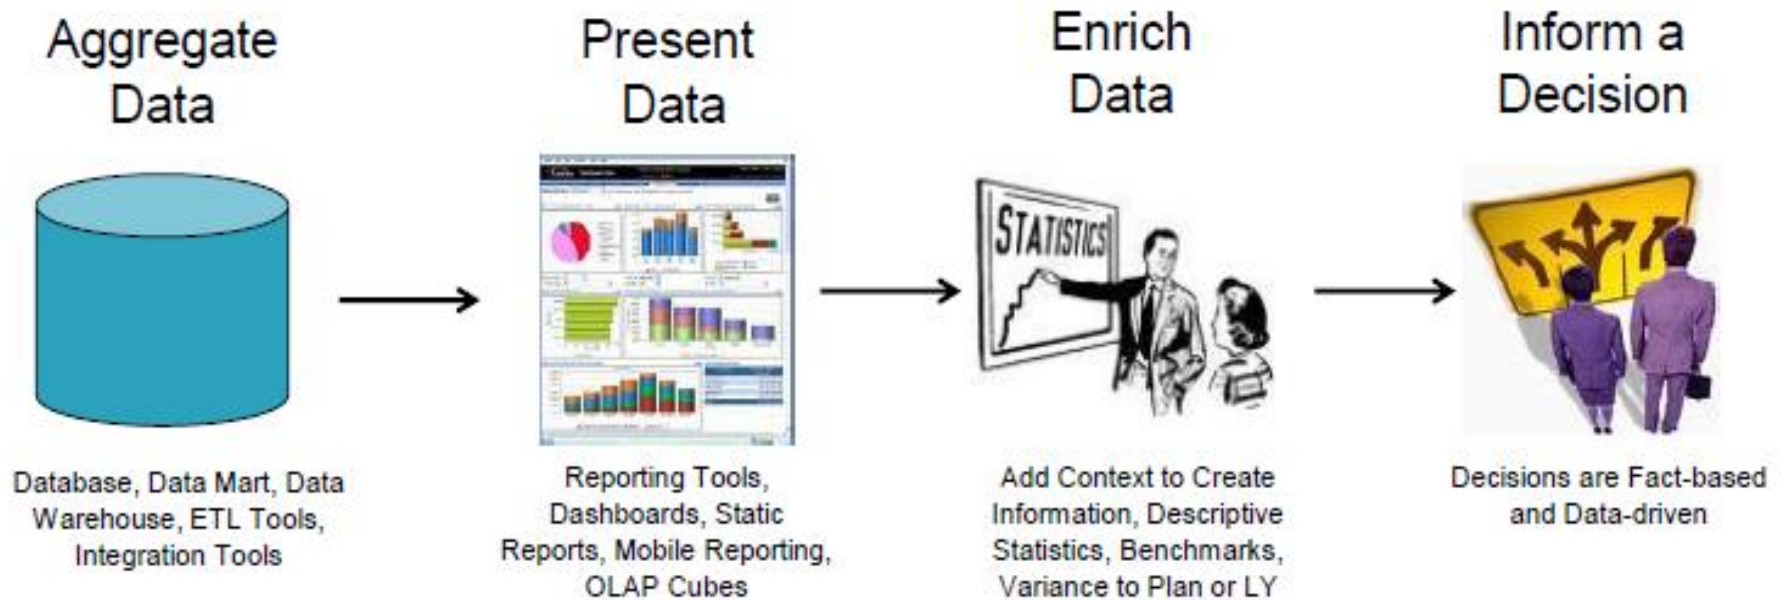 Aggregate
Data
Present
Data
Enrich
Data
Inform a
Decision
STATISTICS
Database, Data Mart, Data
Warehouse, ETL Tools,
Integration Tools
Reporting Tools,
Dashboards, Static
Reports, Mobile Reporting,
OLAP Cubes
Add Context to Create
Information, Descriptive
Statistics, Benchmarks,
Variance to Plan or LY
Decisions are Fact-based
and Data-driven